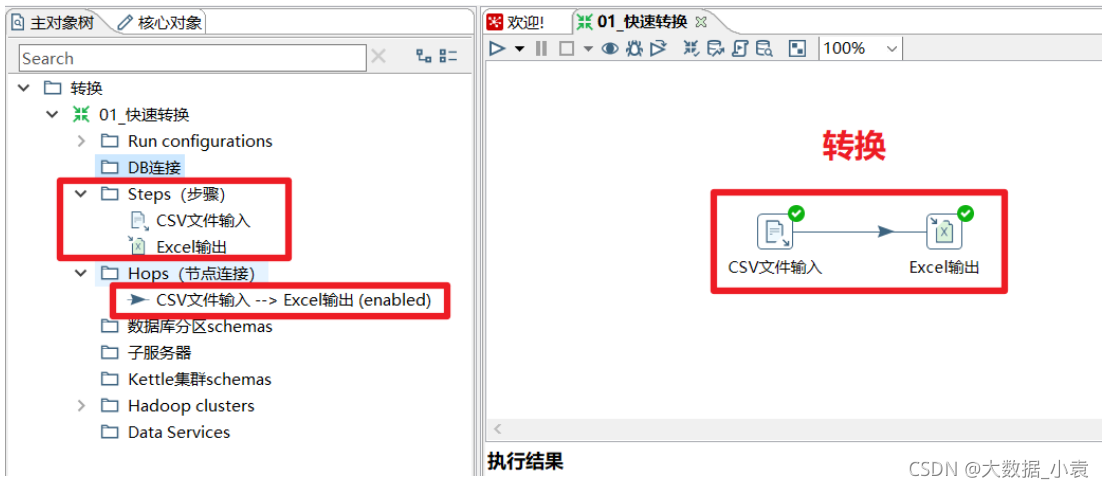 主对象树 核心对象
Search
转换
01_快速转换
Run configurations
DB连接
Steps (步骤)
CSV文件输入
Excel输出
Hops (节点连接)
CSV文件输入 --> Excel输出 (enabled)
数据库分区schemas
子服务器
Kettle集群schemas
Hadoop clusters
Data Services
欢迎! 01_快速转换
100%
转换
CSV文件输入 Excel输出
执行结果
CSDN @大数据_小袁